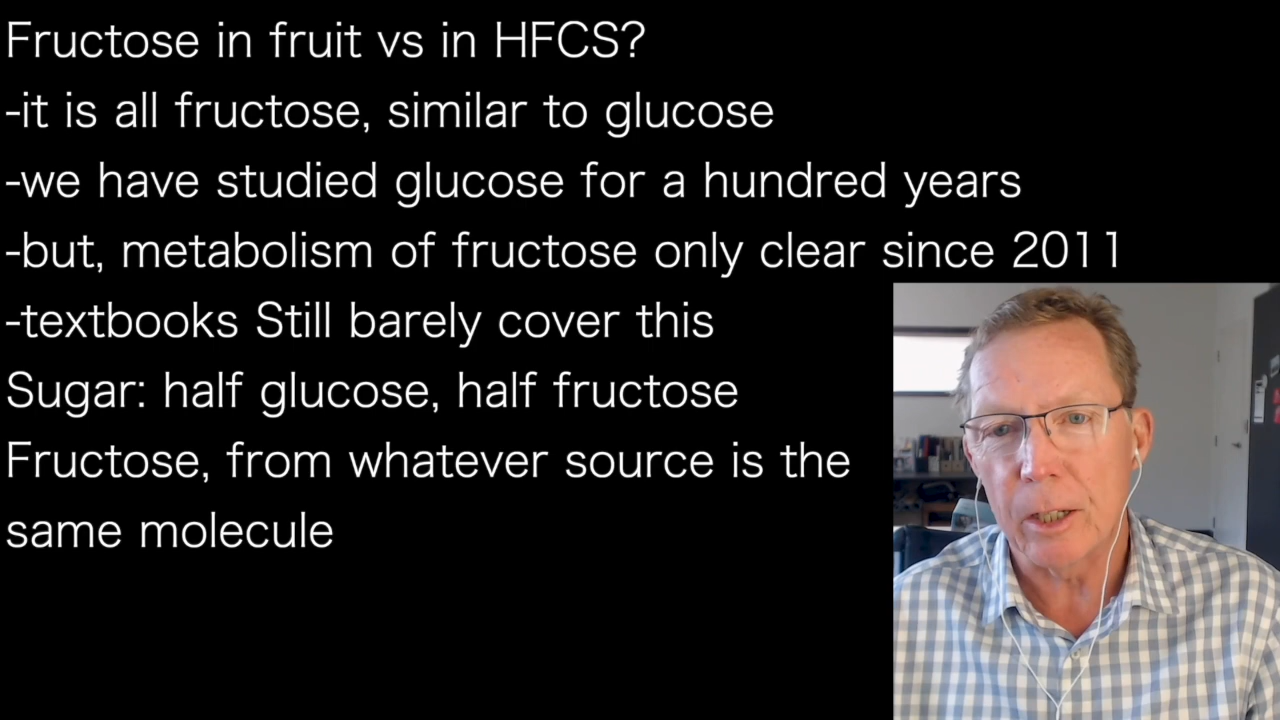 Fructose in fruit vs in HFCS?
-it is all fructose, similar to glucose
-we have studied glucose for a hundred years
-but, metabolism of fructose only clear since 2011
-textbooks Still barely cover this
Sugar: half glucose, half fructose
Fructose, from whatever source is the
same molecule